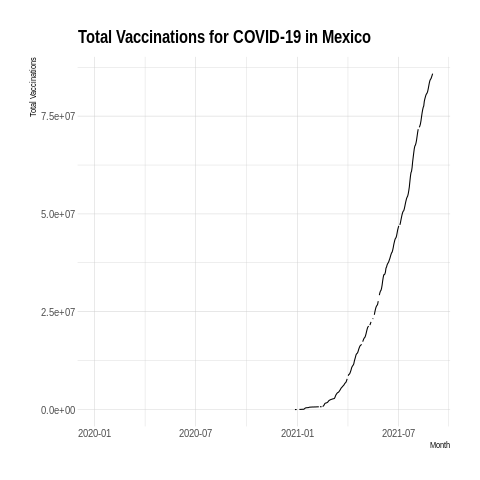 Total Vaccinations for COVID-19 in Mexico
Total Vaccinations
7.5e+07
5.0e+07
2.5e+07
0.0e+00
2020-01 2020-07 2021-01 2021-07
Month